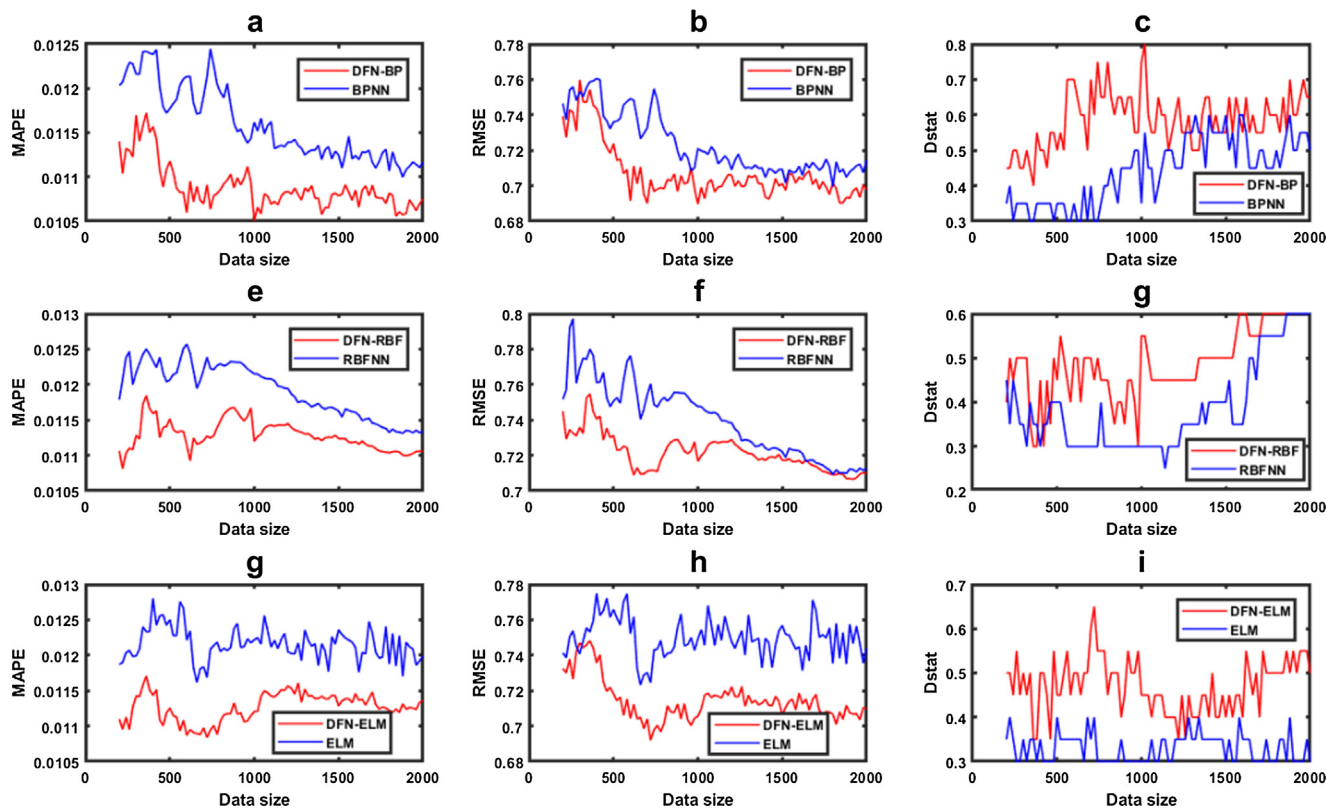 a
0.0125
0.012
0.0115
0.011
0.0105
MAPE
DFN-BP
BPNN
0 500 1000 1500 2000
Data size
b
0.78
0.76
0.74
0.72
0.7
0.68
RMSE
DFN-BP
BPNN
0 500 1000 1500 2000
Data size
c
0.8
0.7
0.6
0.5
0.4
0.3
Dstat
DFN-BP
BPNN
0 500 1000 1500 2000
Data size
e
0.013
0.0125
0.012
0.0115
0.011
0.0105
MAPE
DFN-RBF
RBFNN
0 500 1000 1500 2000
Data size
f
0.8
0.78
0.76
0.74
0.72
0.7
RMSE
DFN-RBF
RBFNN
0 500 1000 1500 2000
Data size
g
0.6
0.5
0.4
0.3
0.2
Dstat
DFN-RBF
RBFNN
0 500 1000 1500 2000
Data size
g
0.013
0.0125
0.012
0.0115
0.011
0.0105
MAPE
DFN-ELM
ELM
0 500 1000 1500 2000
Data size
h
0.78
0.76
0.74
0.72
0.7
0.68
RMSE
DFN-ELM
ELM
0 500 1000 1500 2000
Data size
i
0.7
0.6
0.5
0.4
0.3
Dstat
DFN-ELM
ELM
0 500 1000 1500 2000
Data size